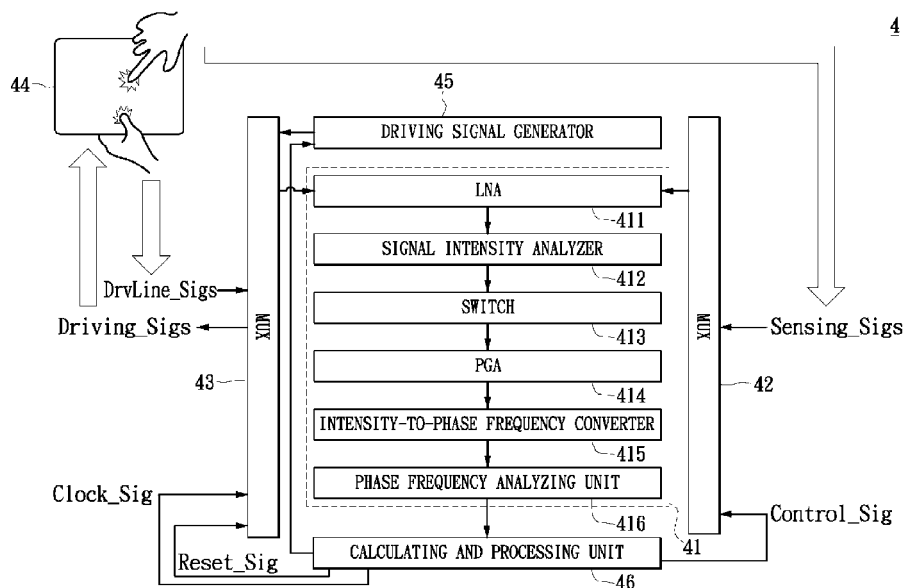 4
44
45
DRIVING SIGNAL GENERATOR
LNA
411
SIGNAL INTENSITY ANALYZER
412
DrvLine_Sigs
SWITCH
413
Driving_Sigs
MUX
MUX
Sensing_Sigs
43
PGA
414
42
INTENSITY-TO-PHASE FREQUENCY CONVERTER
415
PHASE FREQUENCY ANALYZING UNIT
416
Clock_Sig
41
Control_Sig
Reset_Sig
CALCULATING AND PROCESSING UNIT
46